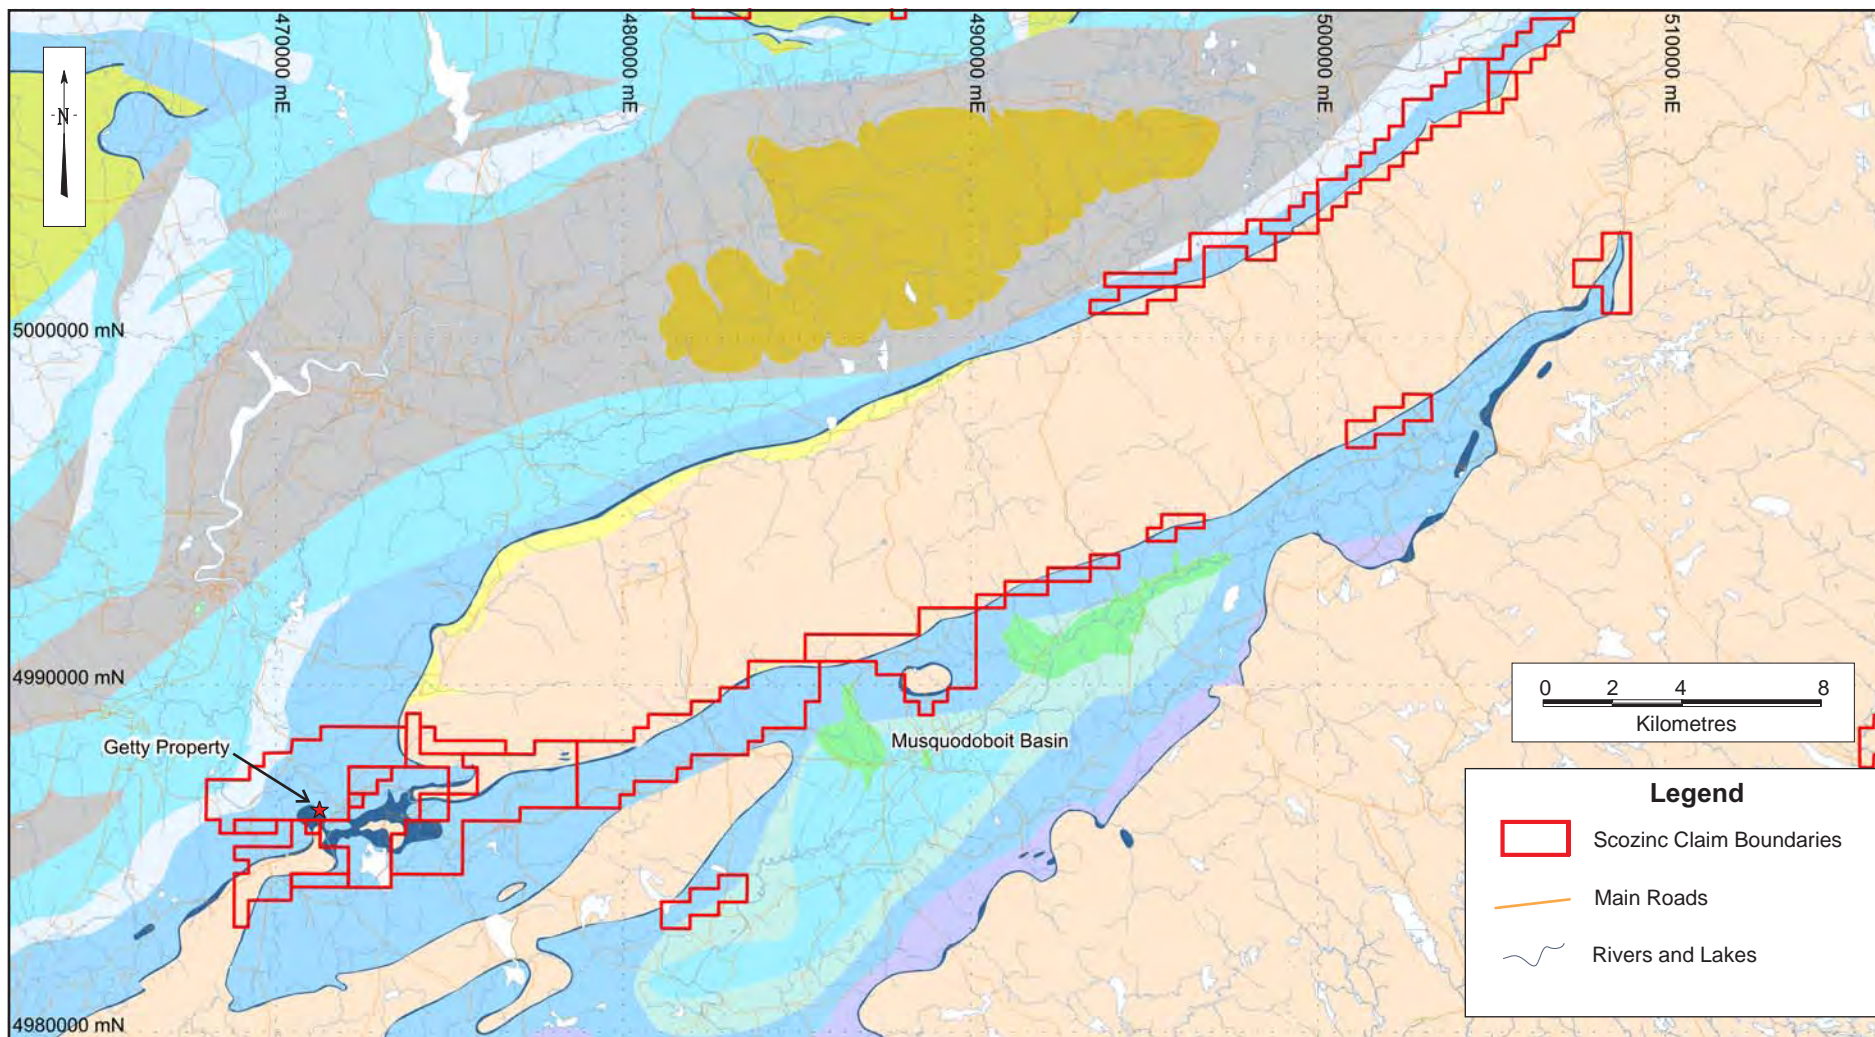 470000 mE
480000 mE
490000 mE
500000 mE
510000 mE
N
5000000 mN
4990000 mN
Getty Property
Musquodoboit Basin
0 2 4 8
Kilometres
Legend
Scozinc Claim Boundaries
Main Roads
Rivers and Lakes
4980000 mN